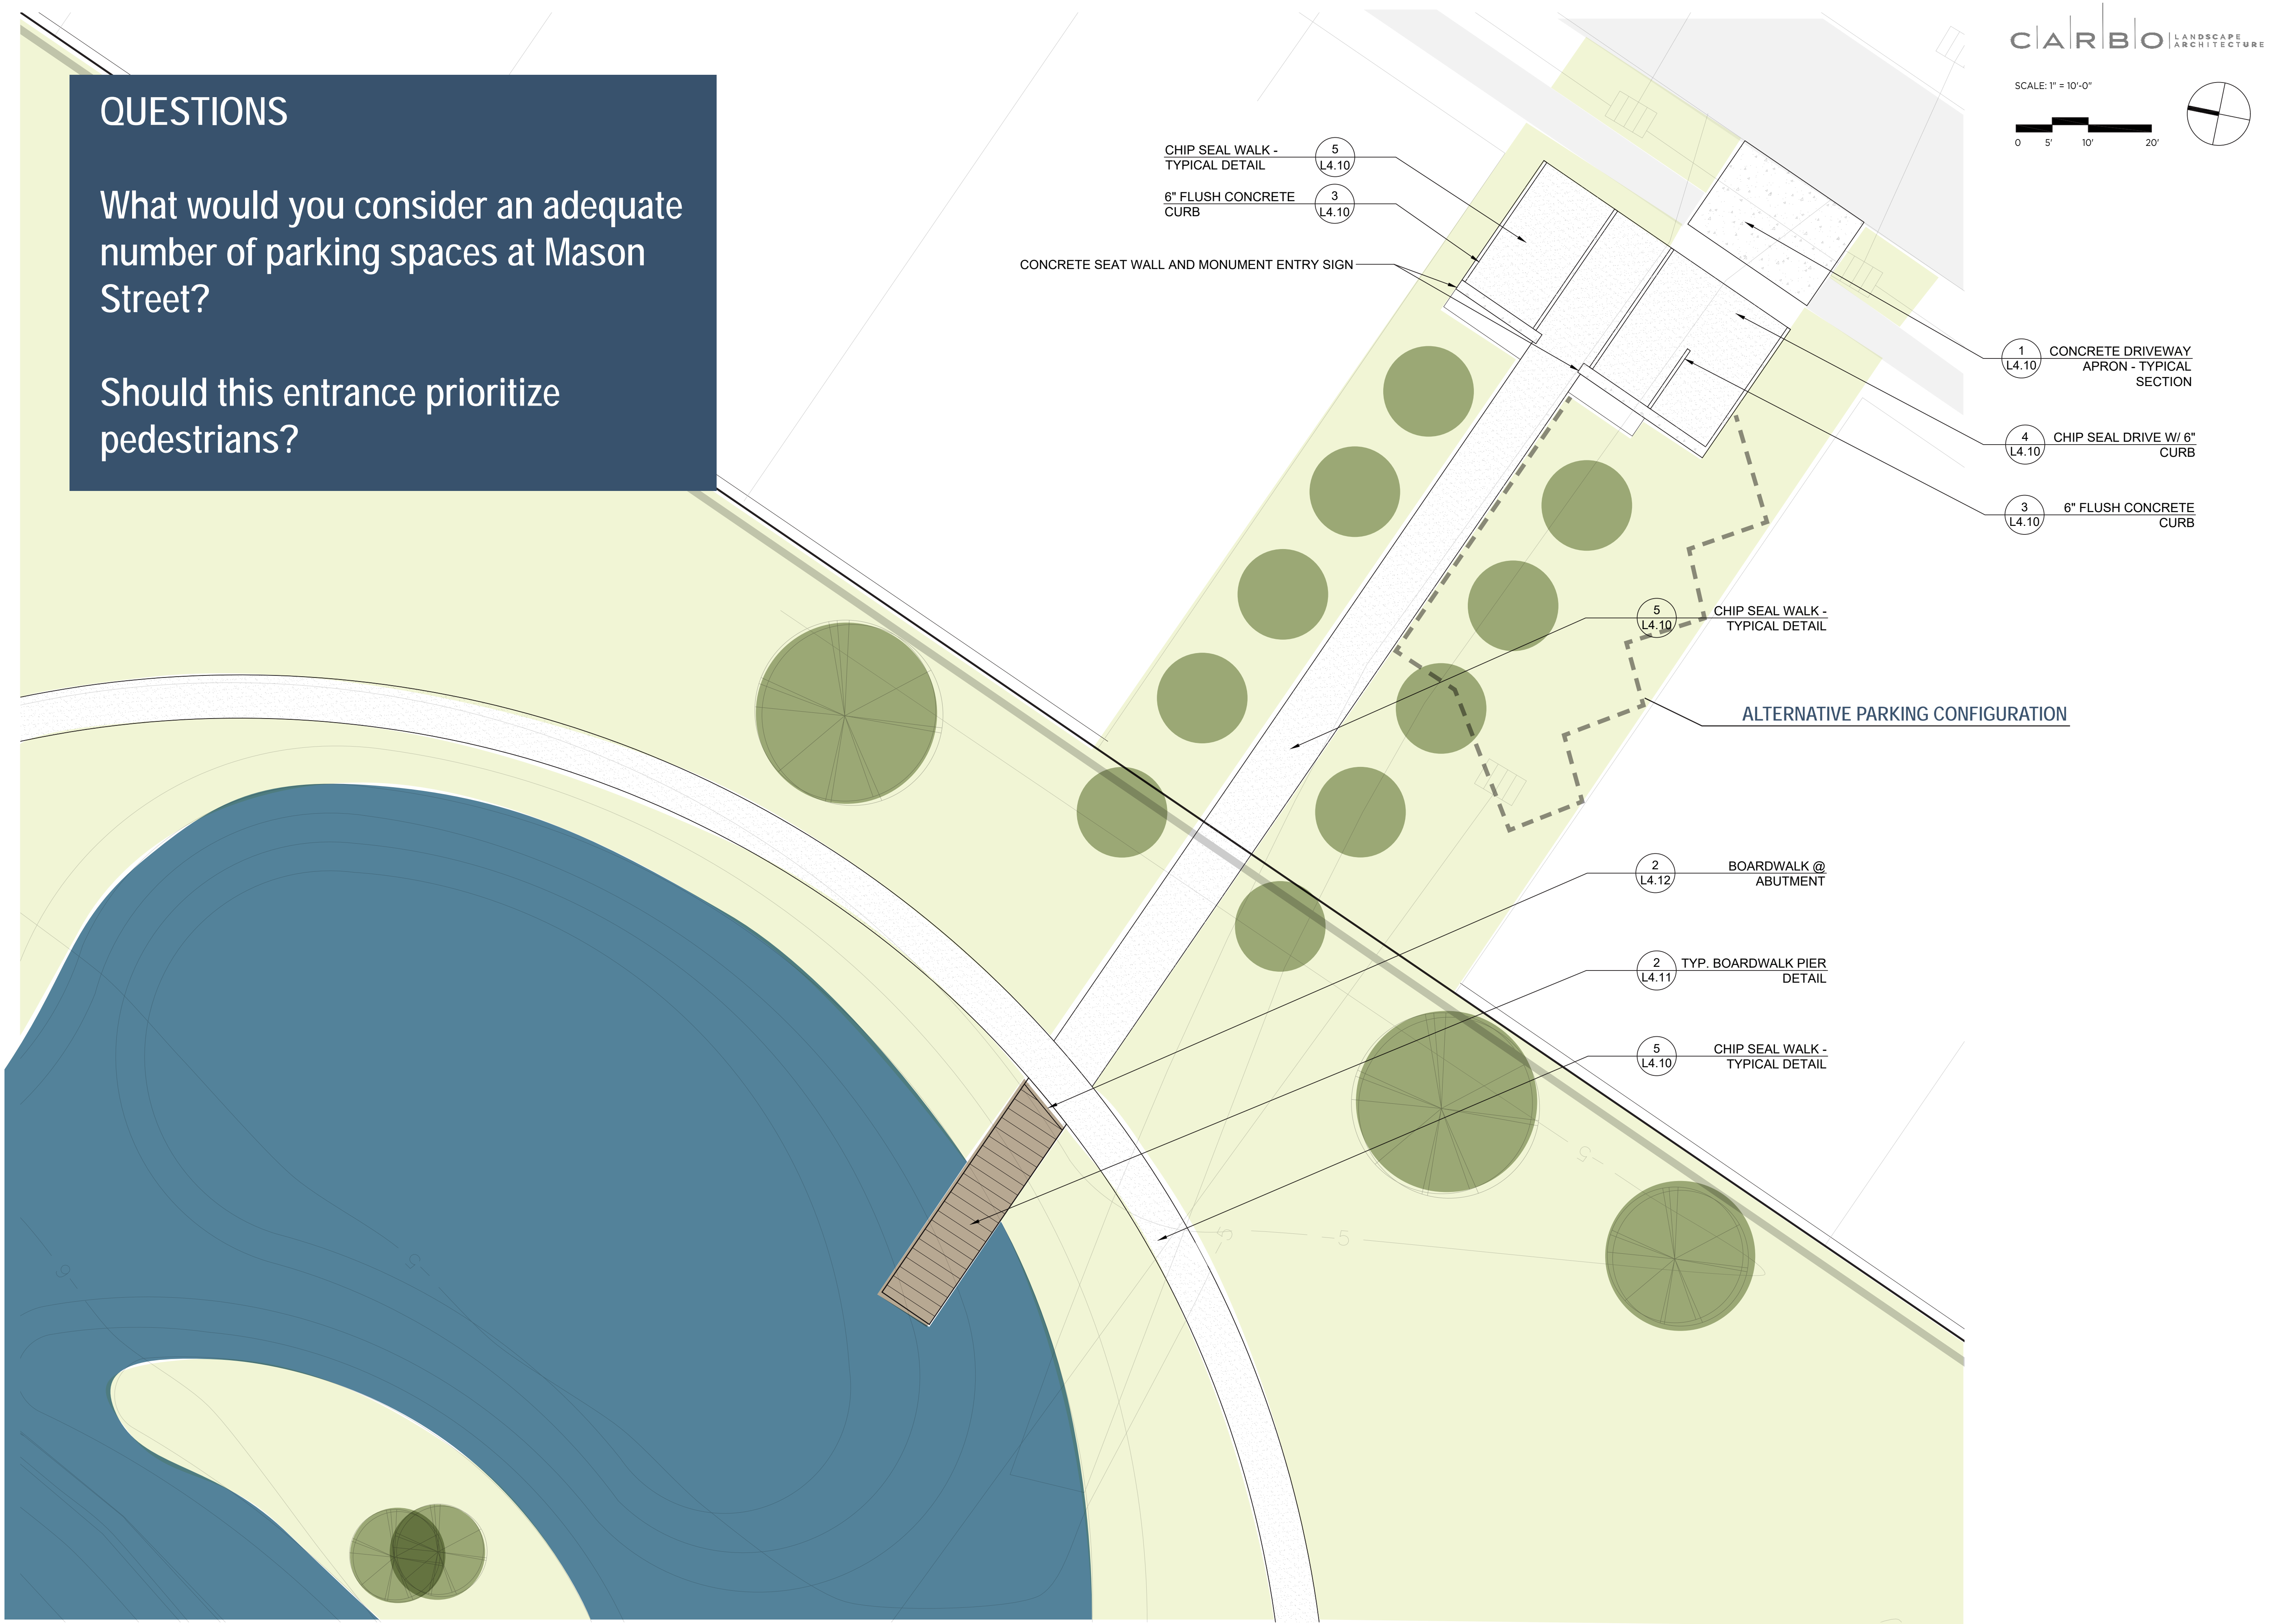 QUESTIONS
What would you consider an adequate
number of parking spaces at Mason
Street?
Should this entrance prioritize
pedestrians?
CARBO LANDSCAPE
ARCHITECTURE
SCALE: 1" = 10'-0"
0 5' 10' 20'
CHIP SEAL WALK -
TYPICAL DETAIL
5
L4.10
6" FLUSH CONCRETE
CURB
3
L4.10
CONCRETE SEAT WALL AND MONUMENT ENTRY SIGN
1
L4.10
CONCRETE DRIVEWAY
APRON - TYPICAL
SECTION
4
L4.10
CHIP SEAL DRIVE W/ 6"
CURB
3
L4.10
6" FLUSH CONCRETE
CURB
5
L4.10
CHIP SEAL WALK -
TYPICAL DETAIL
ALTERNATIVE PARKING CONFIGURATION
2
L4.12
BOARDWALK @
ABUTMENT
2
L4.11
TYP. BOARDWALK PIER
DETAIL
5
L4.10
CHIP SEAL WALK -
TYPICAL DETAIL
5
-5
-5
5